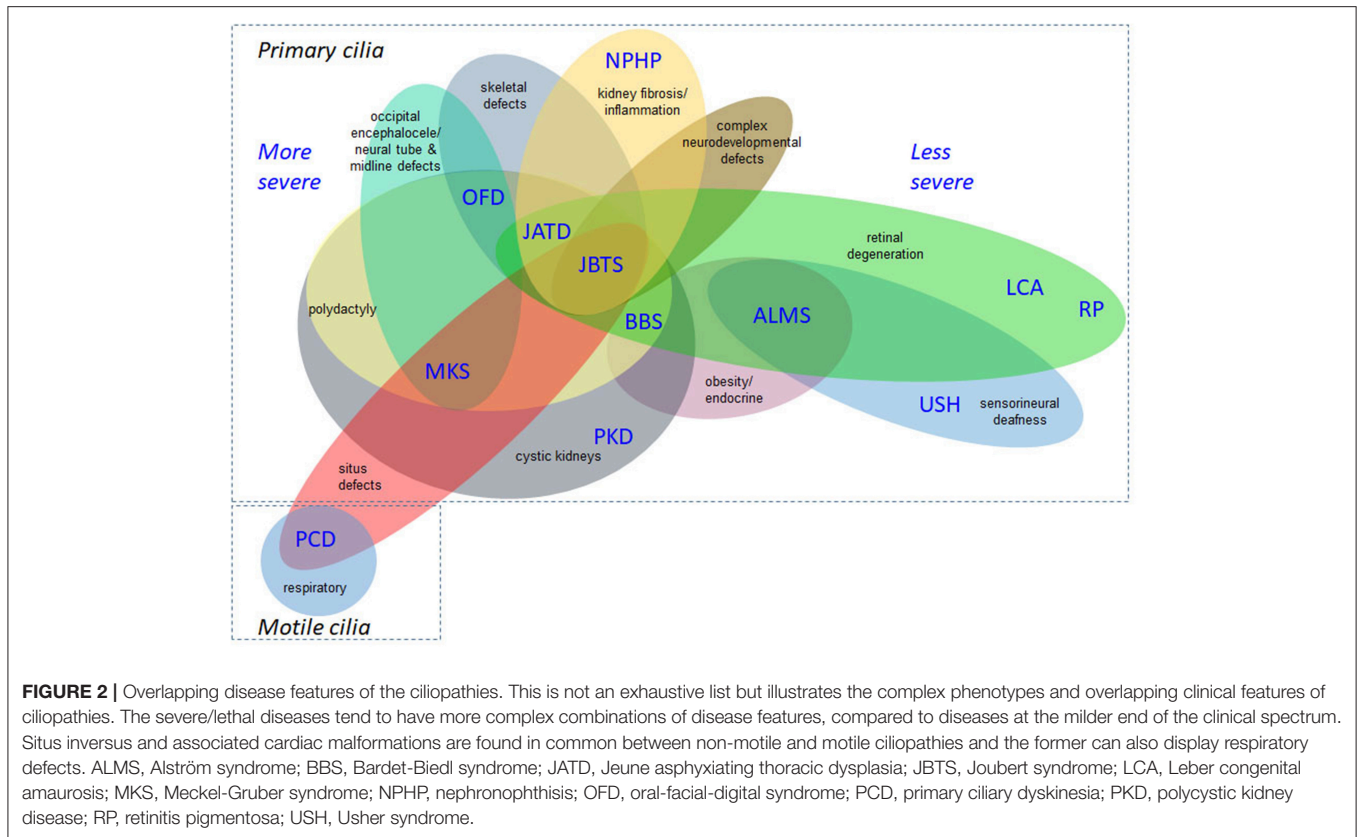 Primary cilia
NPHP
skeletal
defects
kidney fibrosis/
inflammation
occipital
encephalocele/
neural tube &
midline defects
complex
neurodevelopmental
defects
More
severe
Less
severe
OFD
JATD
retinal
degeneration
JBTS
LCA
RP
polydactyly
BBS
ALMS
MKS
obesity/
endocrine
USH
sensorineural
deafness
PKD
cystic kidneys
situs
defects
PCD
respiratory
Motile cilia
FIGURE 2 | Overlapping disease features of the ciliopathies. This is not an exhaustive list but illustrates the complex phenotypes and overlapping clinical features of
ciliopathies. The severe/lethal diseases tend to have more complex combinations of disease features, compared to diseases at the milder end of the clinical spectrum.
Situs inversus and associated cardiac malformations are found in common between non-motile and motile ciliopathies and the former can also display respiratory
defects. ALMS, Alström syndrome; BBS, Bardet-Biedl syndrome; JATD, Jeune asphyxiating thoracic dysplasia; JBTS, Joubert syndrome; LCA, Leber congenital
amaurosis; MKS, Meckel-Gruber syndrome; NPHP, nephronophthisis; OFD, oral-facial-digital syndrome; PCD, primary ciliary dyskinesia; PKD, polycystic kidney
disease; RP, retinitis pigmentosa; USH, Usher syndrome.